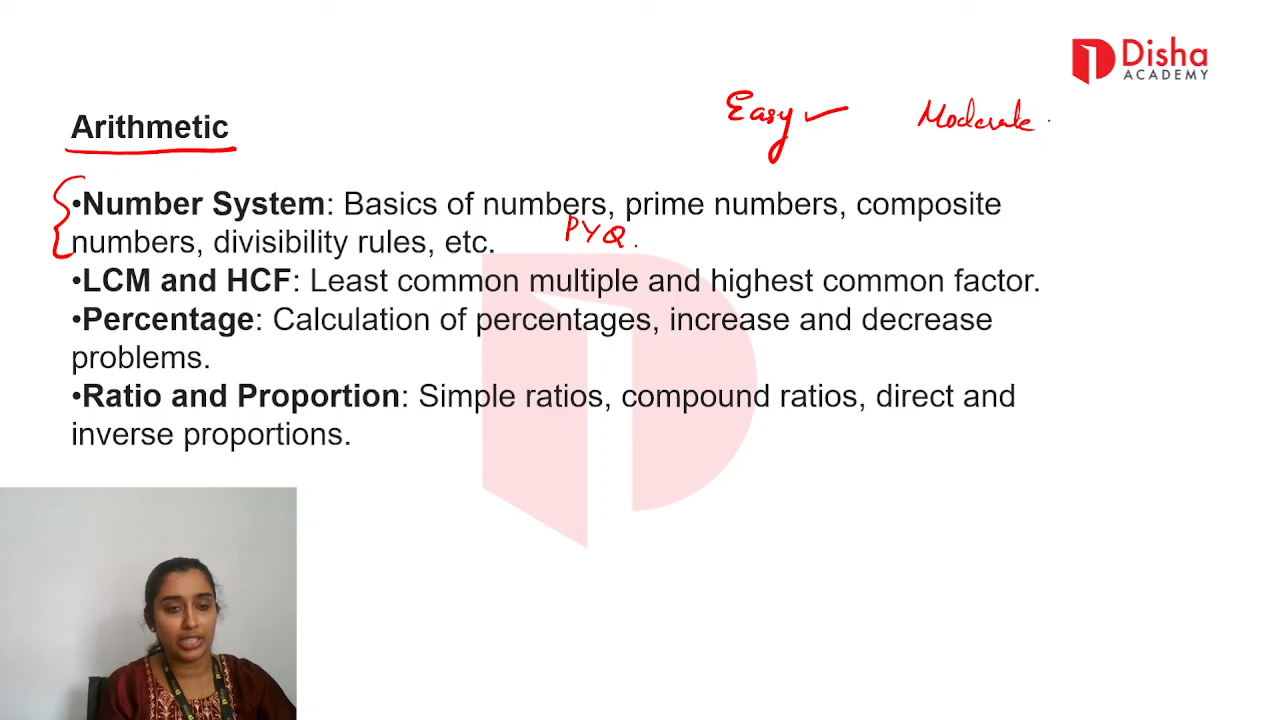 Disha
ACADEMY
Easy Moderate
Arithmetic
•Number System: Basics of numbers, prime numbers, composite
PYQ.
numbers, divisibility rules, etc.
•LCM and HCF: Least common multiple and highest common factor.
•Percentage: Calculation of percentages, increase and decrease
problems.
•Ratio and Proportion: Simple ratios, compound ratios, direct and
inverse proportions.